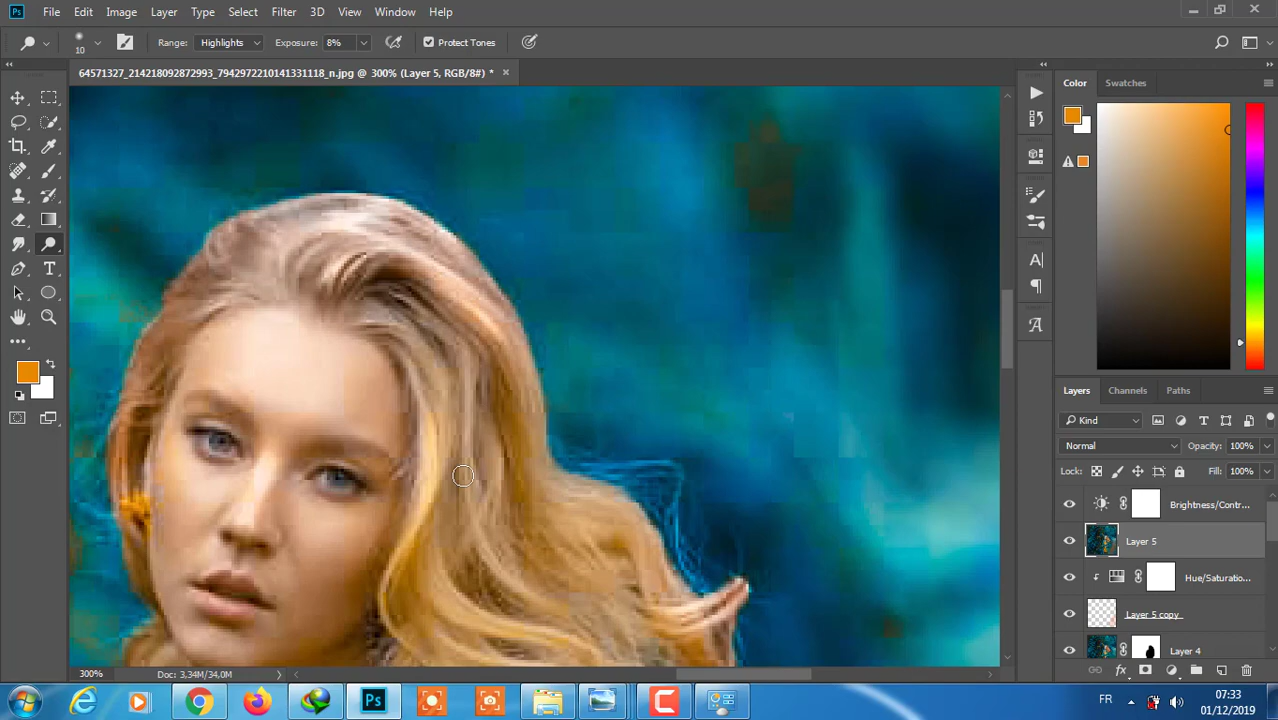 Ps File Edit Image Layer Type Select Filter 3D View Window Help
10 Range: Highlights Exposure: 8% Protect Tones
64571327_214218092872993_7942972210141331118_n.jpg @ 300% (Layer 5, RGB/8#) *
Color Swatches
Layers Channels Paths
Kind
Normal Opacity: 100%
Lock: Fill: 100%
Brightness/Contr...
Layer 5
Hue/Saturatio...
Layer 5 copy
Layer 4
300% Doc: 3,34M/34,0M
Ps FR 07:33
01/12/2019